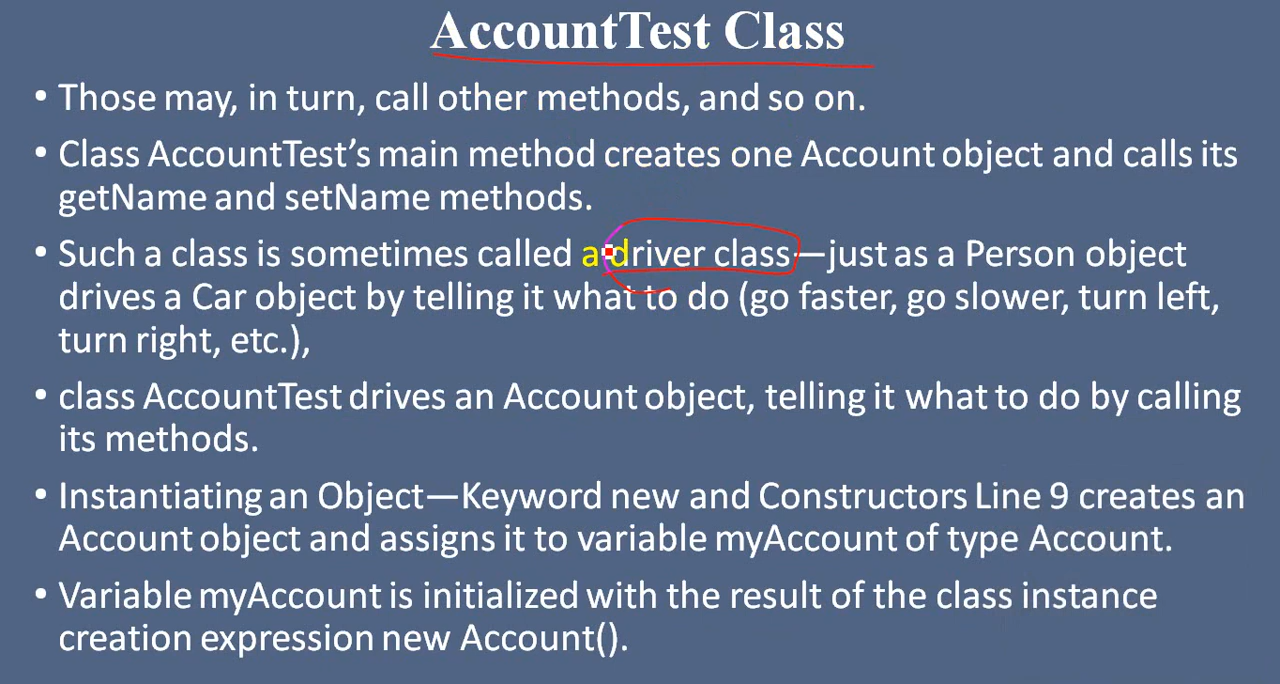 AccountTest Class
• Those may, in turn, call other methods, and so on.
• Class AccountTest's main method creates one Account object and calls its
getName and setName methods.
• Such a class is sometimes called a driver class—just as a Person object
drives a Car object by telling it what to do (go faster, go slower, turn left,
turn right, etc.),
• class AccountTest drives an Account object, telling it what to do by calling
its methods.
• Instantiating an Object—Keyword new and Constructors Line 9 creates an
Account object and assigns it to variable myAccount of type Account.
• Variable myAccount is initialized with the result of the class instance
creation expression new Account().